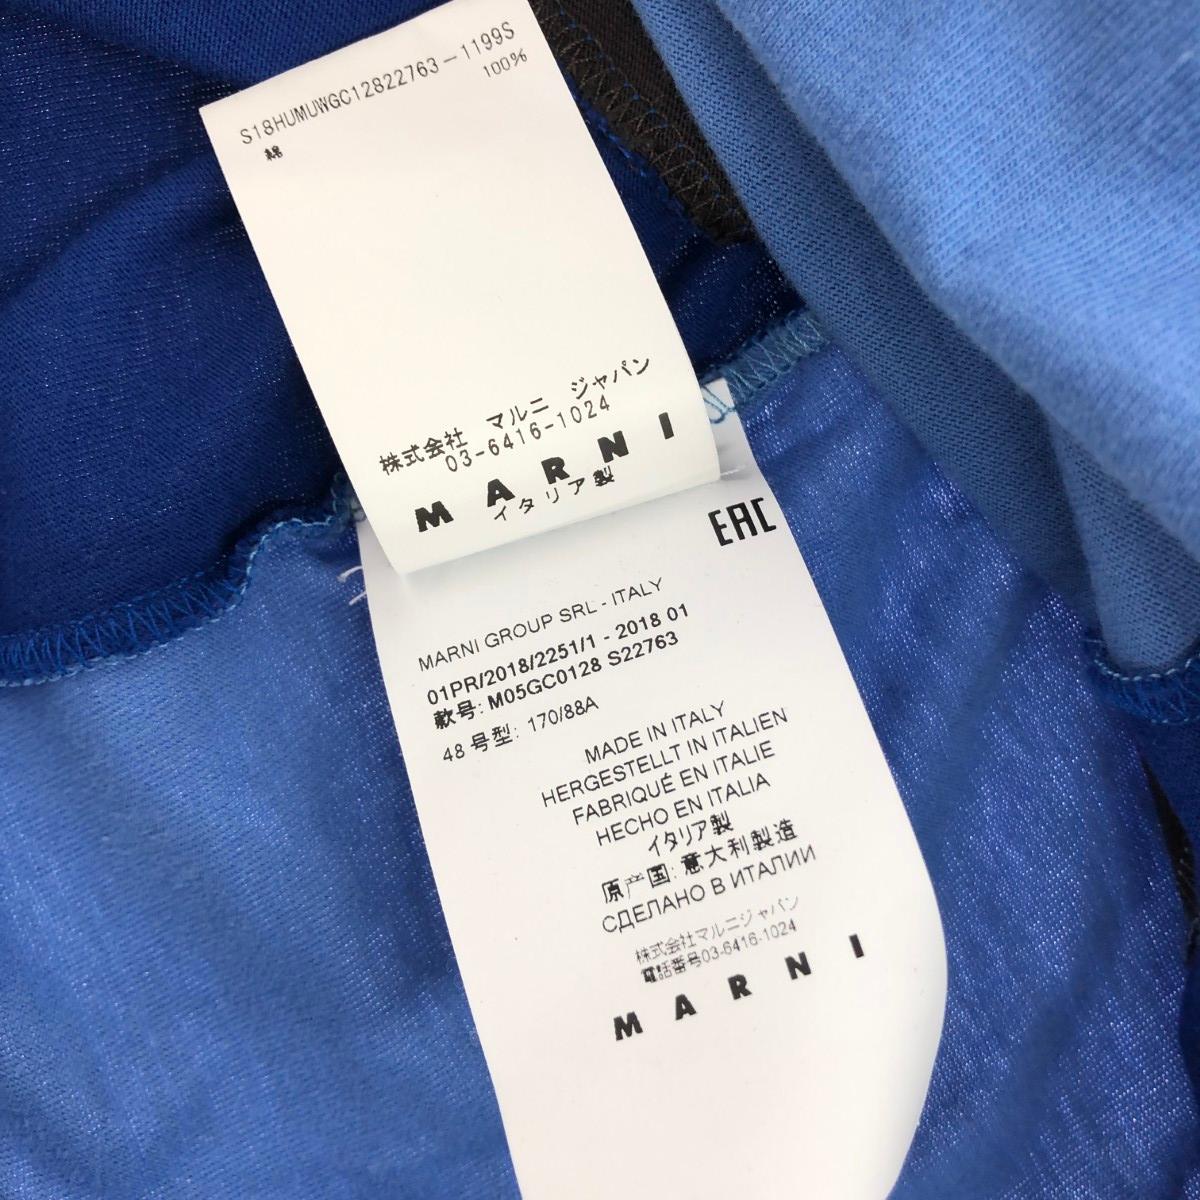 S18HUMUWGC12822763-1199S
綿 100%
株式会社 マルニ ジャパン
03-6416-1024
MARNI
イタリア製
EAC
MARNI GROUP SRL - ITALY
01PR/2018/2251/1 - 2018 01
款号: M05GC0128 S22763
48号型: 170/88A
MADE IN ITALY
HERGESTELLT IN ITALIEN
FABRIQUÉ EN ITALIE
HECHO EN ITALIA
イタリア製
原产国: 意大利製造
СДЕЛАНО В ИТАЛИИ
株式会社マルニジャパン
電話番号03-6416-1024
MARNI